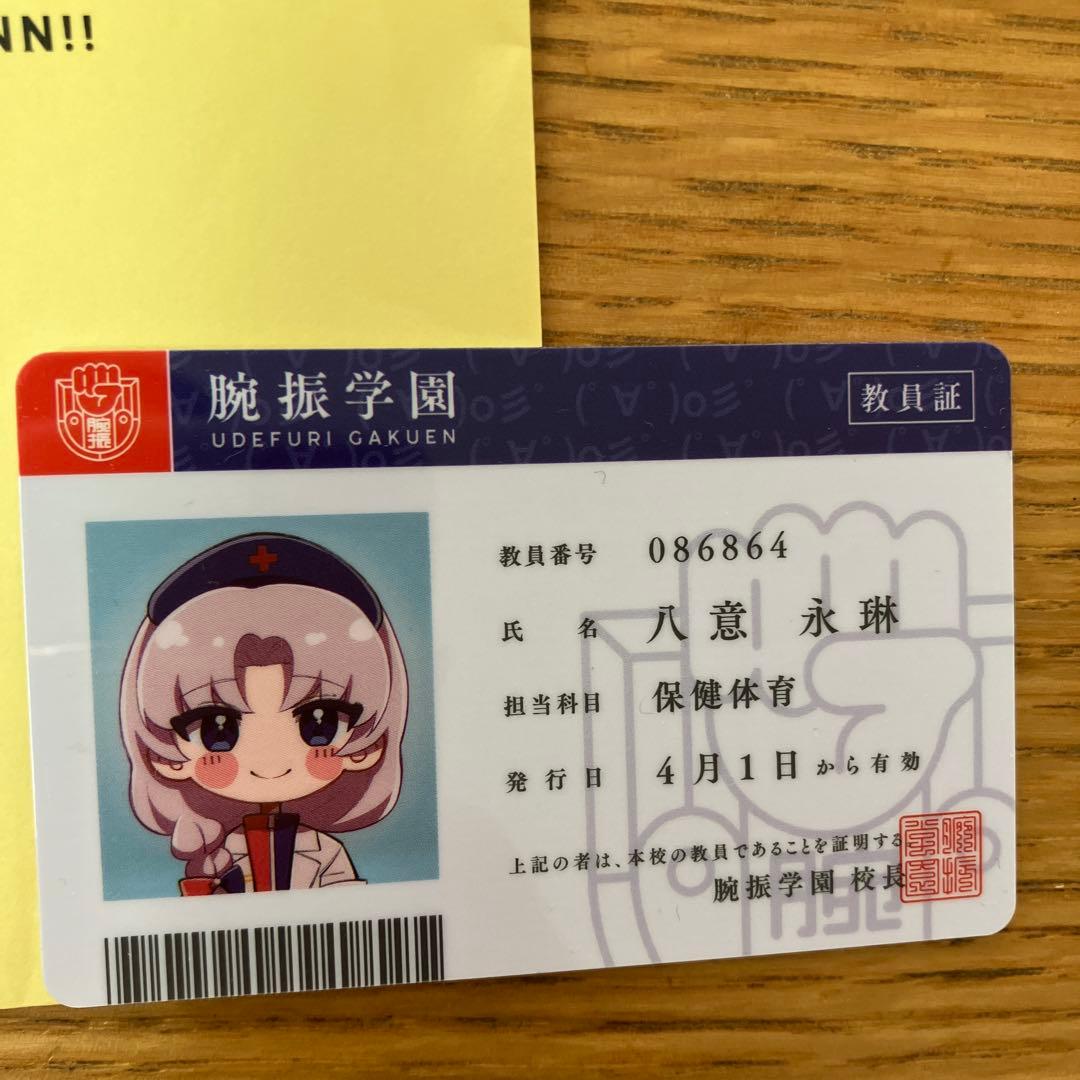 NN!!
腕振
腕振学園
UDEFURI GAKUEN
教員証
教員番号 086864
氏 名 八意 永琳
担当科目 保健体育
発行日 4月1日から有効
上記の者は、本校の教員であることを証明する
腕振学園 校長